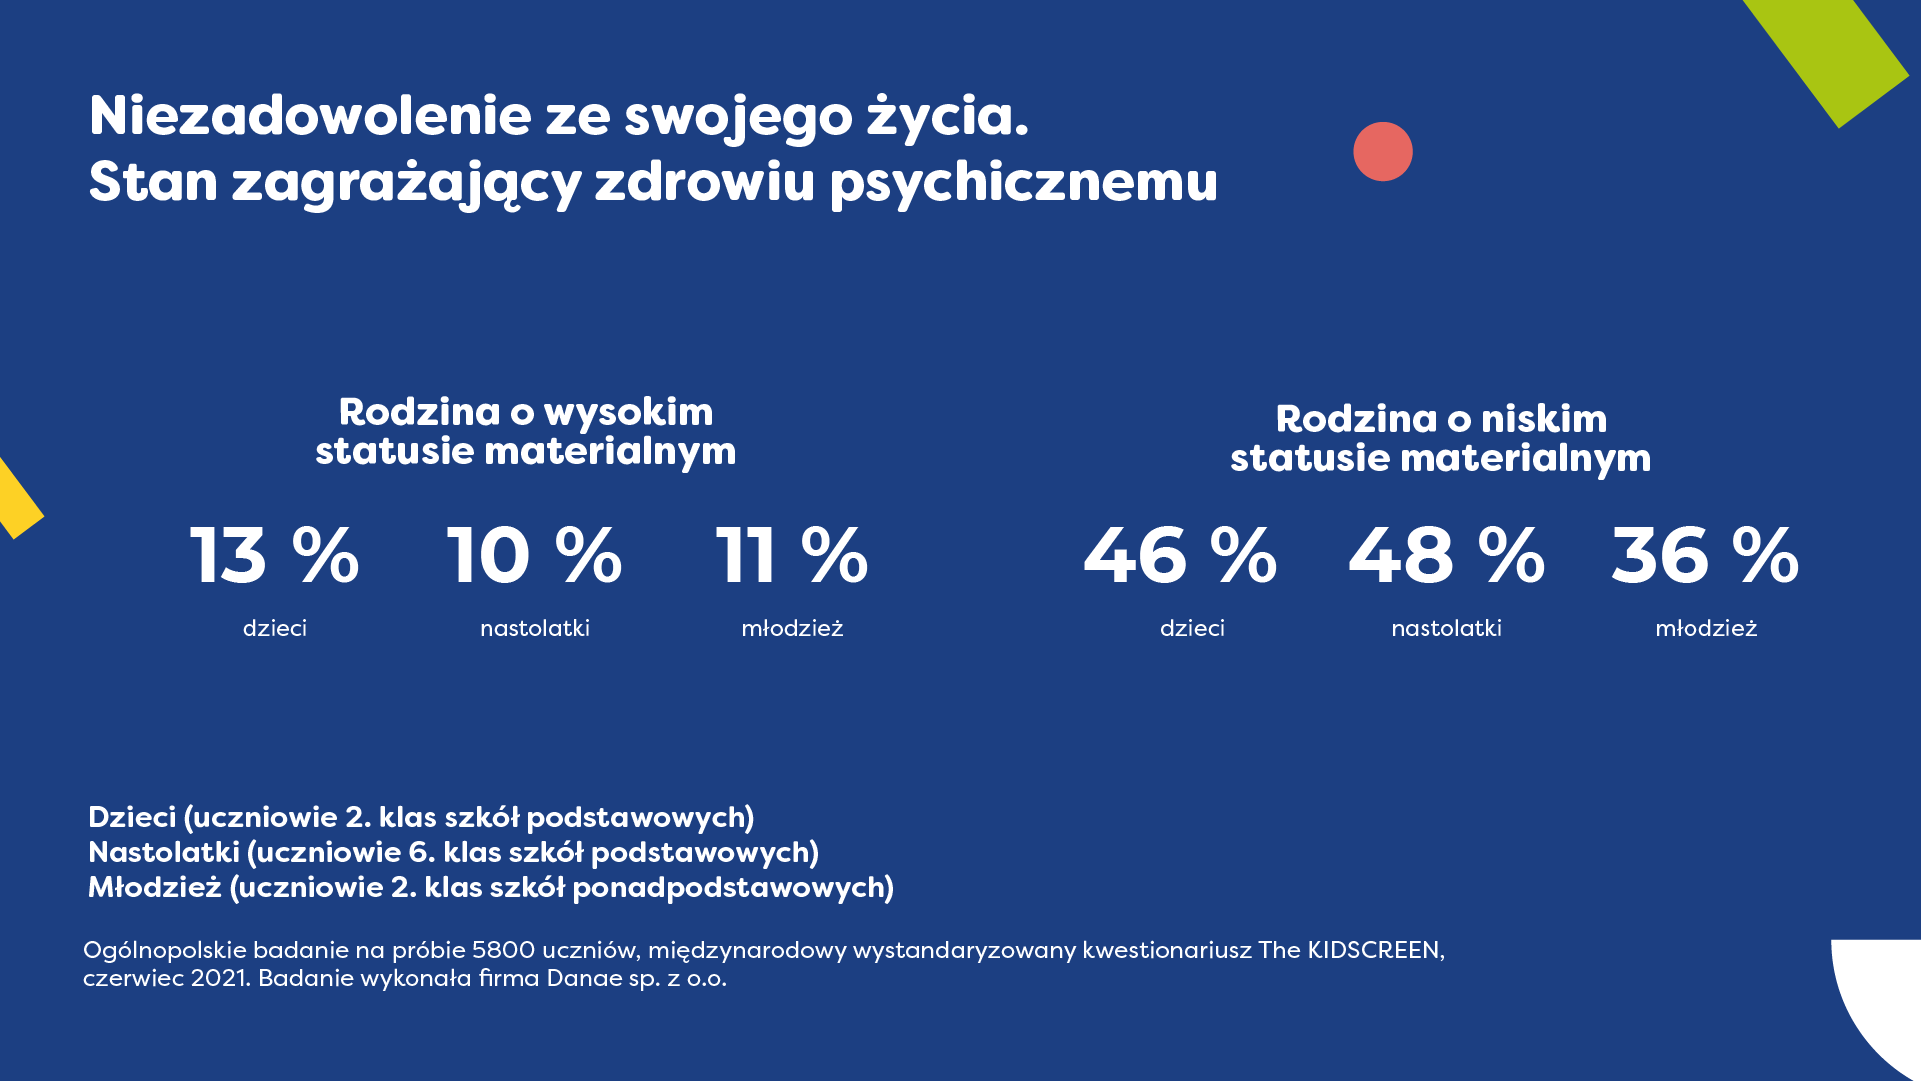 Niezadowolenie ze swojego życia.
Stan zagrażający zdrowiu psychicznemu
Rodzina o wysokim
statusie materialnym
13 %
10 %
11 %
dzieci
nastolatki
młodzież
Rodzina o niskim
statusie materialnym
46 %
48 %
36 %
dzieci
nastolatki
młodzież
Dzieci (uczniowie 2. klas szkół podstawowych)
Nastolatki (uczniowie 6. klas szkół podstawowych)
Młodzież (uczniowie 2. klas szkół ponadpodstawowych)
Ogólnopolskie badanie na próbie 5800 uczniów, międzynarodowy wystandaryzowany kwestionariusz The KIDSCREEN,
czerwiec 2021. Badanie wykonała firma Danae sp. z o.o.